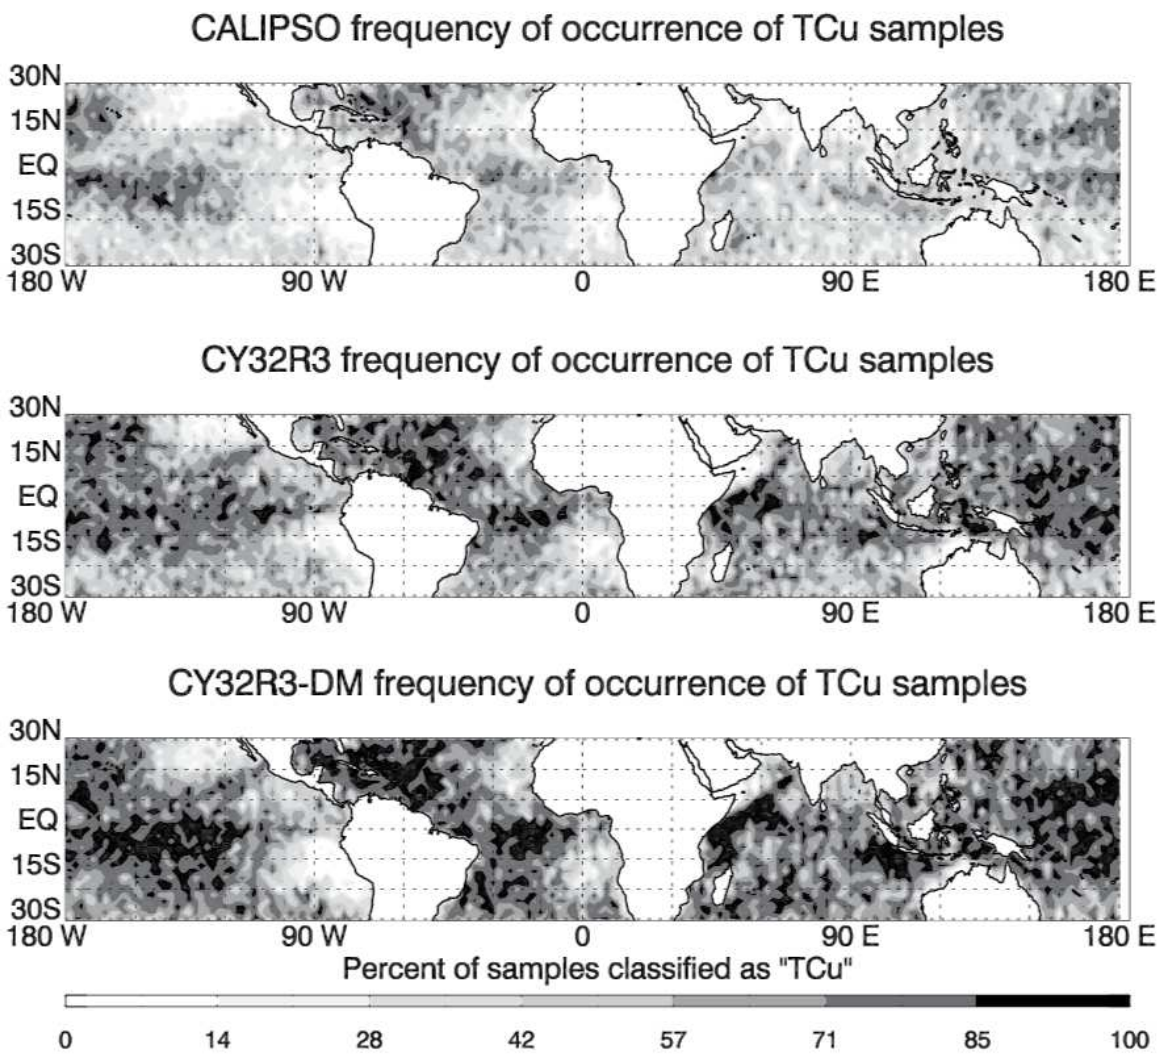 CALIPSO frequency of occurrence of TCu samples
30N
15N
EQ
15S
30S
180 W 90 W 0 90 E 180 E
CY32R3 frequency of occurrence of TCu samples
30N
15N
EQ
15S
30S
180 W 90 W 0 90 E 180 E
CY32R3-DM frequency of occurrence of TCu samples
30N
15N
EQ
15S
30S
180 W 90 W 0 90 E 180 E
Percent of samples classified as "TCu"
0 14 28 42 57 71 85 100